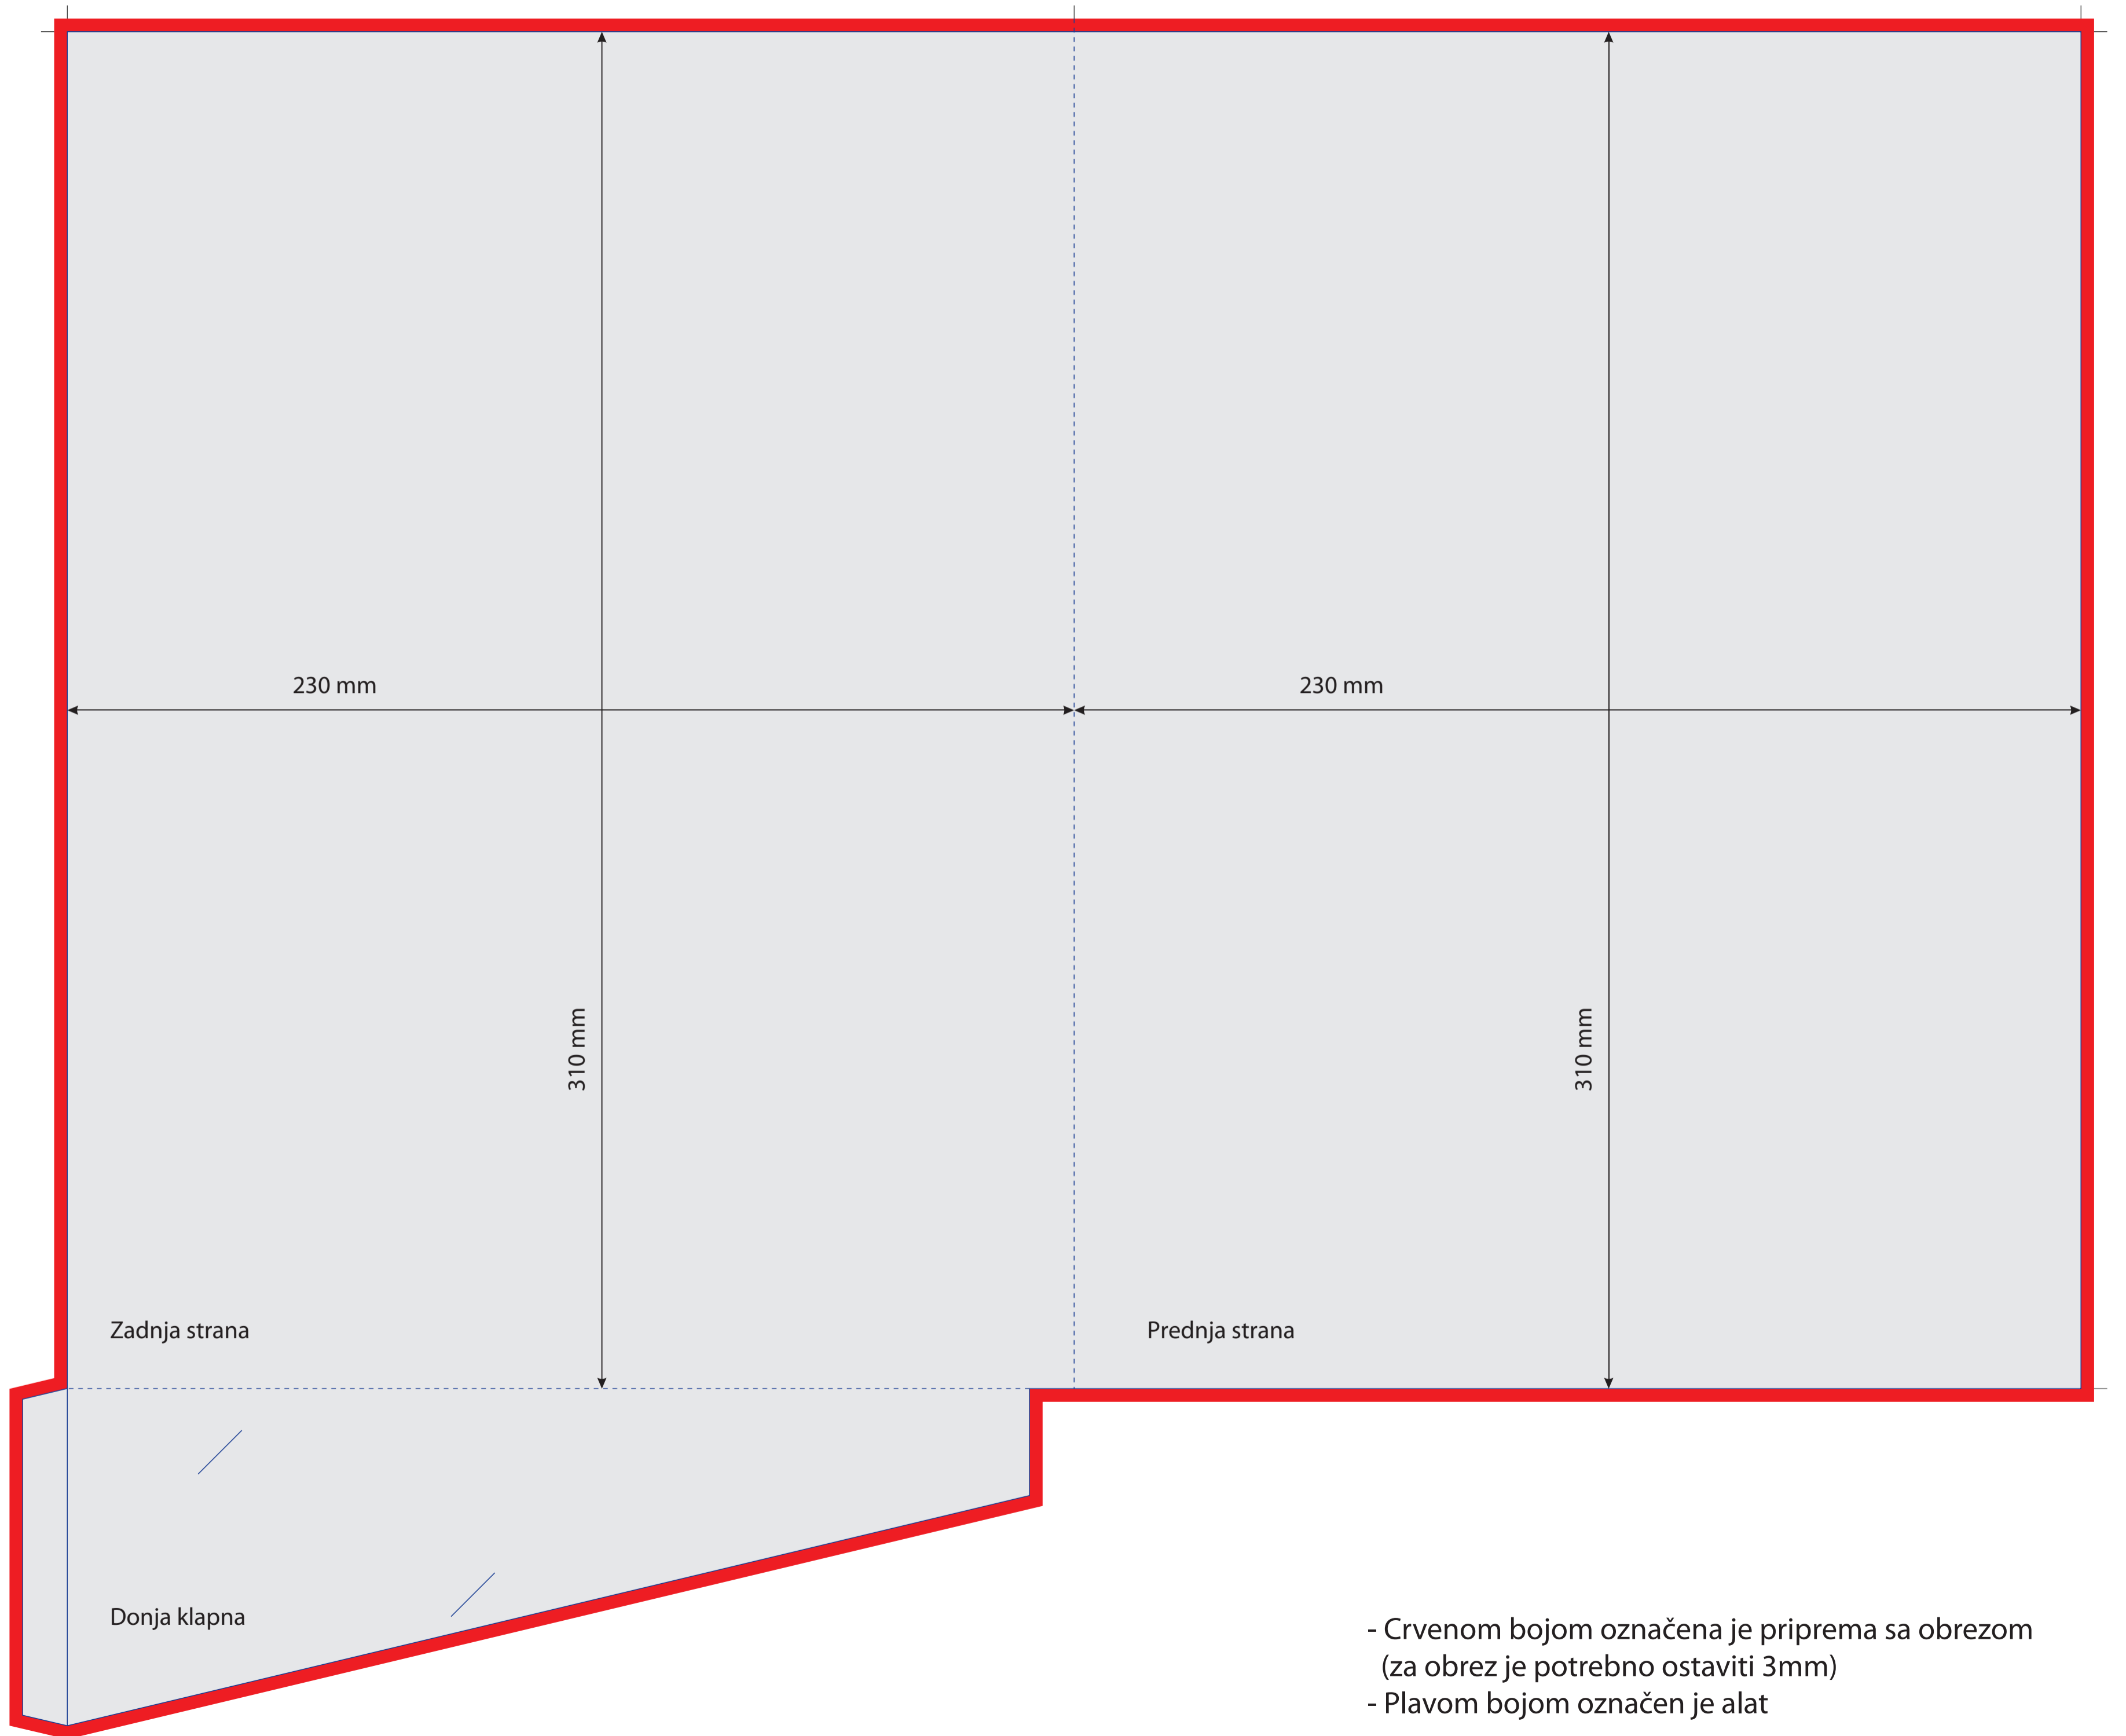 230 mm
230 mm
310 mm
310 mm
Zadnja strana
Prednja strana
Donja klapna
- Crvenom bojom označena je priprema sa obrezom
(za obrez je potrebno ostaviti 3mm)
- Plavom bojom označen je alat